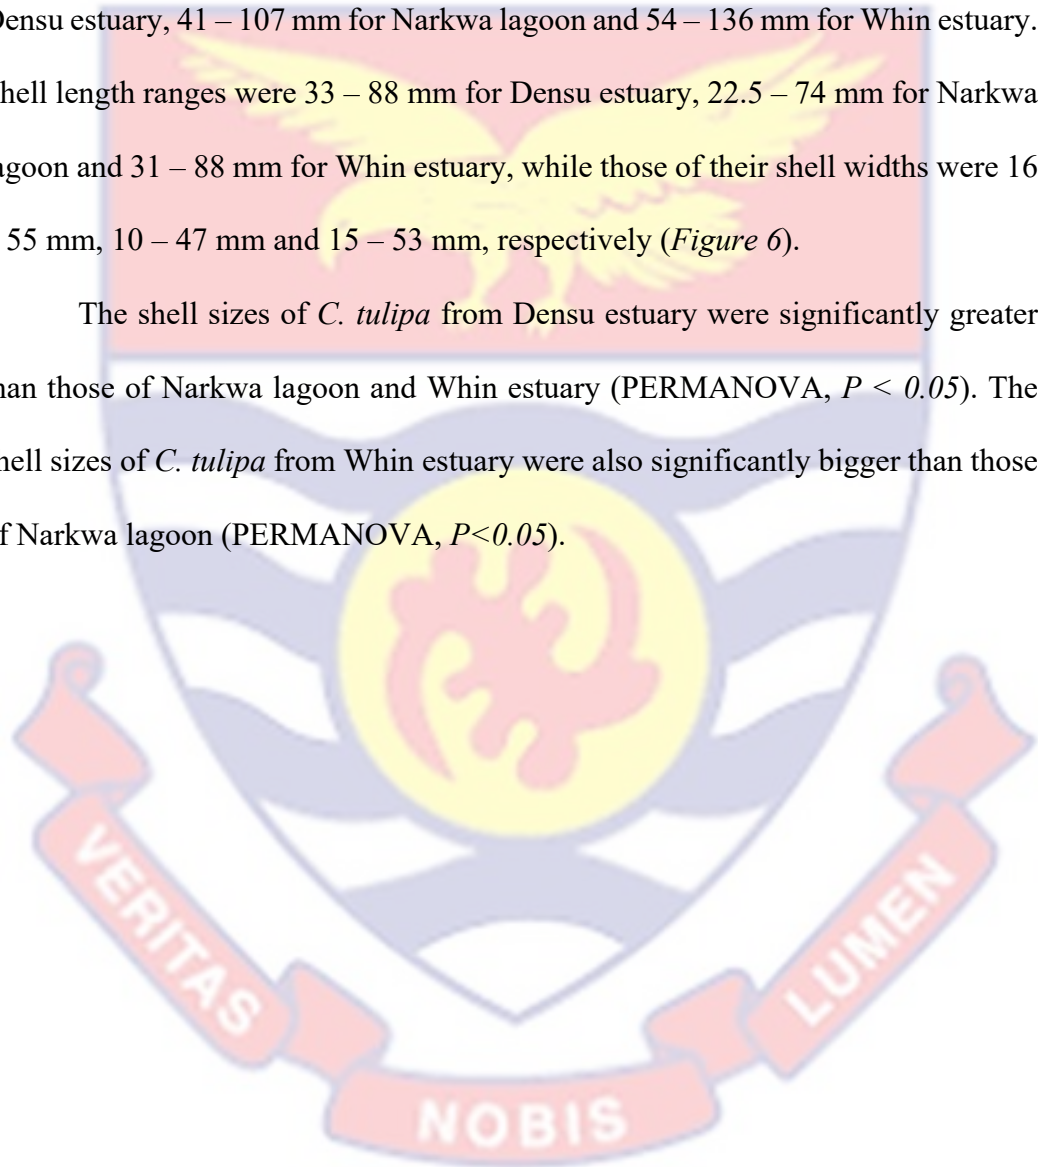 Densu estuary, 41 – 107 mm for Narkwa lagoon and 54 – 136 mm for Whin estuary.
hell length ranges were 33 – 88 mm for Densu estuary, 22.5 – 74 mm for Narkwa
agoon and 31 – 88 mm for Whin estuary, while those of their shell widths were 16
55 mm, 10 – 47 mm and 15 – 53 mm, respectively (Figure 6).
The shell sizes of C. tulipa from Densu estuary were significantly greater
han those of Narkwa lagoon and Whin estuary (PERMANOVA, P < 0.05). The
hell sizes of C. tulipa from Whin estuary were also significantly bigger than those
f Narkwa lagoon (PERMANOVA, P<0.05).
VERITAS
NOBIS
LUMEN